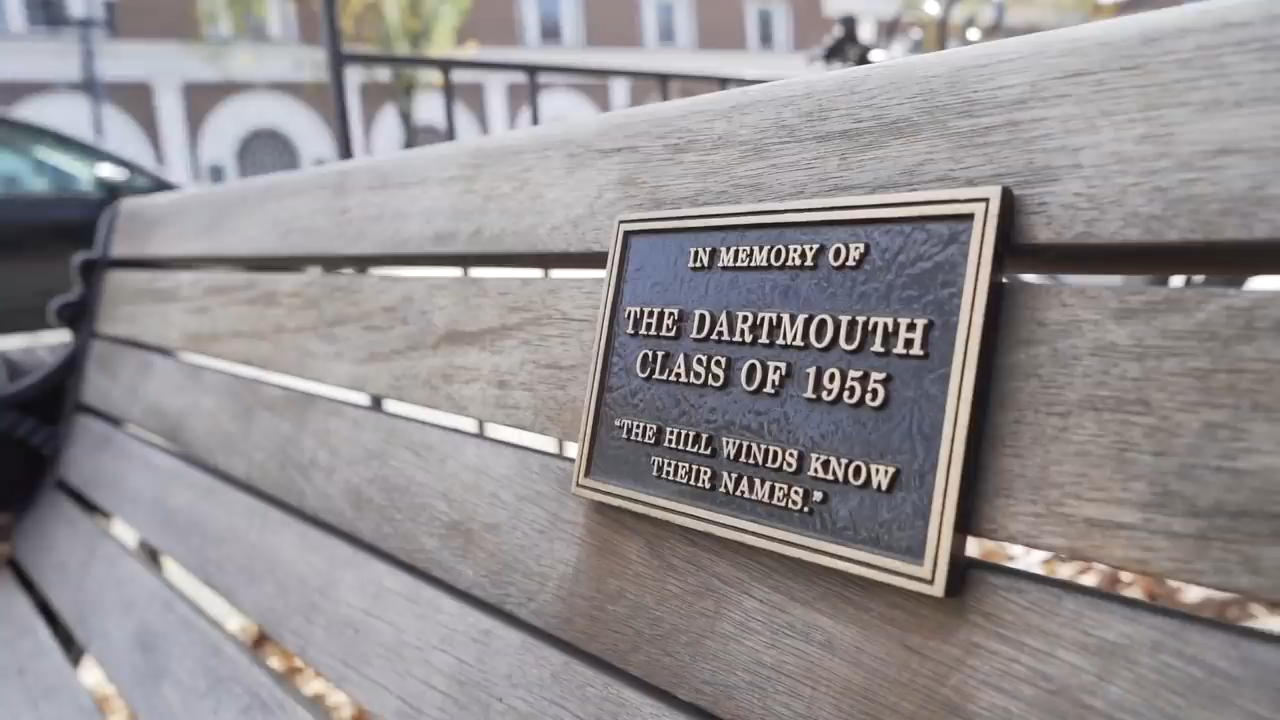 IN MEMORY OF
THE DARTMOUTH
CLASS OF 1955
“THE HILL WINDS KNOW
THEIR NAMES.”